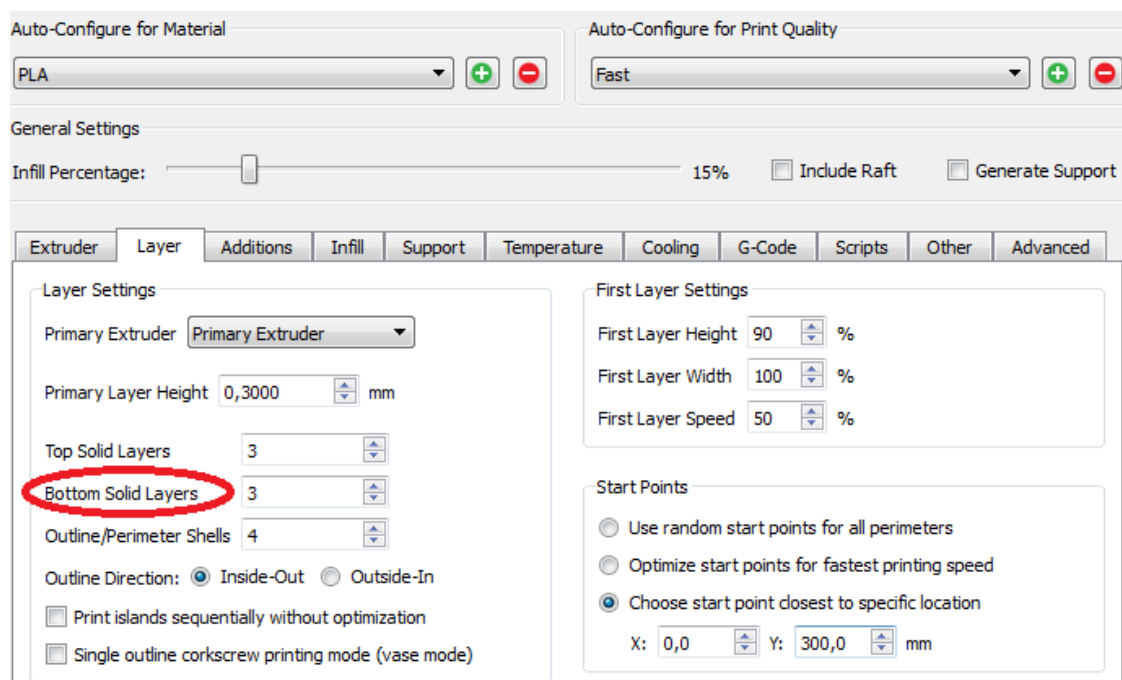 Auto-Configure for Material
Auto-Configure for Print Quality
PLA
Fast
General Settings
Infill Percentage:
15%
Include Raft
Generate Support
Extruder
Layer
Additions
Infill
Support
Temperature
Cooling
G-Code
Scripts
Other
Advanced
Layer Settings
Primary Extruder Primary Extruder
Primary Layer Height 0,3000 mm
Top Solid Layers 3
Bottom Solid Layers 3
Outline/Perimeter Shells 4
Outline Direction: Inside-Out Outside-In
Print islands sequentially without optimization
Single outline corkscrew printing mode (vase mode)
First Layer Settings
First Layer Height 90 %
First Layer Width 100 %
First Layer Speed 50 %
Start Points
Use random start points for all perimeters
Optimize start points for fastest printing speed
Choose start point closest to specific location
X: 0,0 Y: 300,0 mm